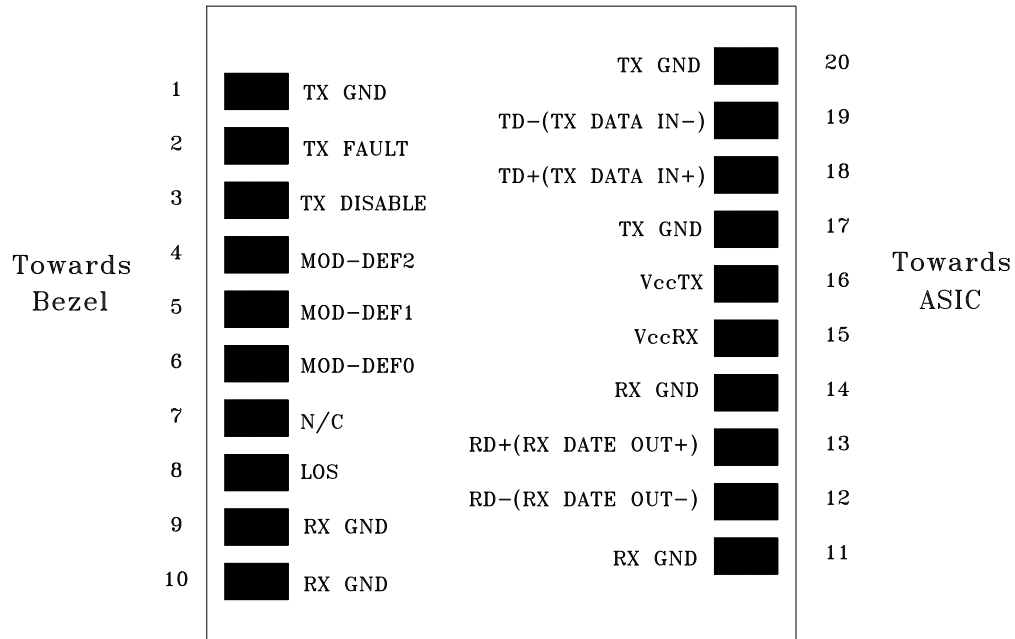 Towards
Bezel
1 TX GND
2 TX FAULT
3 TX DISABLE
4 MOD-DEF2
5 MOD-DEF1
6 MOD-DEF0
7 N/C
8 LOS
9 RX GND
10 RX GND
TX GND 20
TD-(TX DATA IN-) 19
TD+(TX DATA IN+) 18
TX GND 17
VccTX 16
VccRX 15
RX GND 14
RD+(RX DATE OUT+) 13
RD-(RX DATE OUT-) 12
RX GND 11
Towards
ASIC